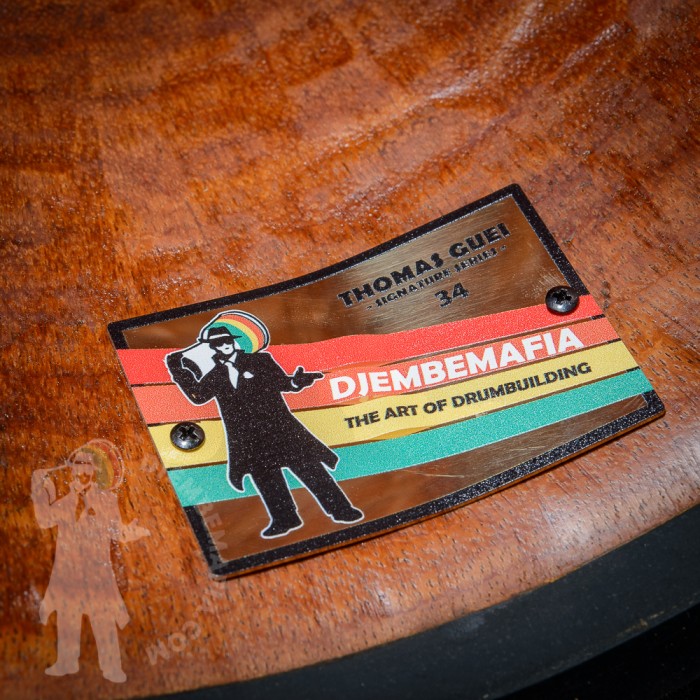 THOMAS GUEI
- SIGNATURE SERIES -
34
DJEMBEMAFIA
THE ART OF DRUMBUILDING